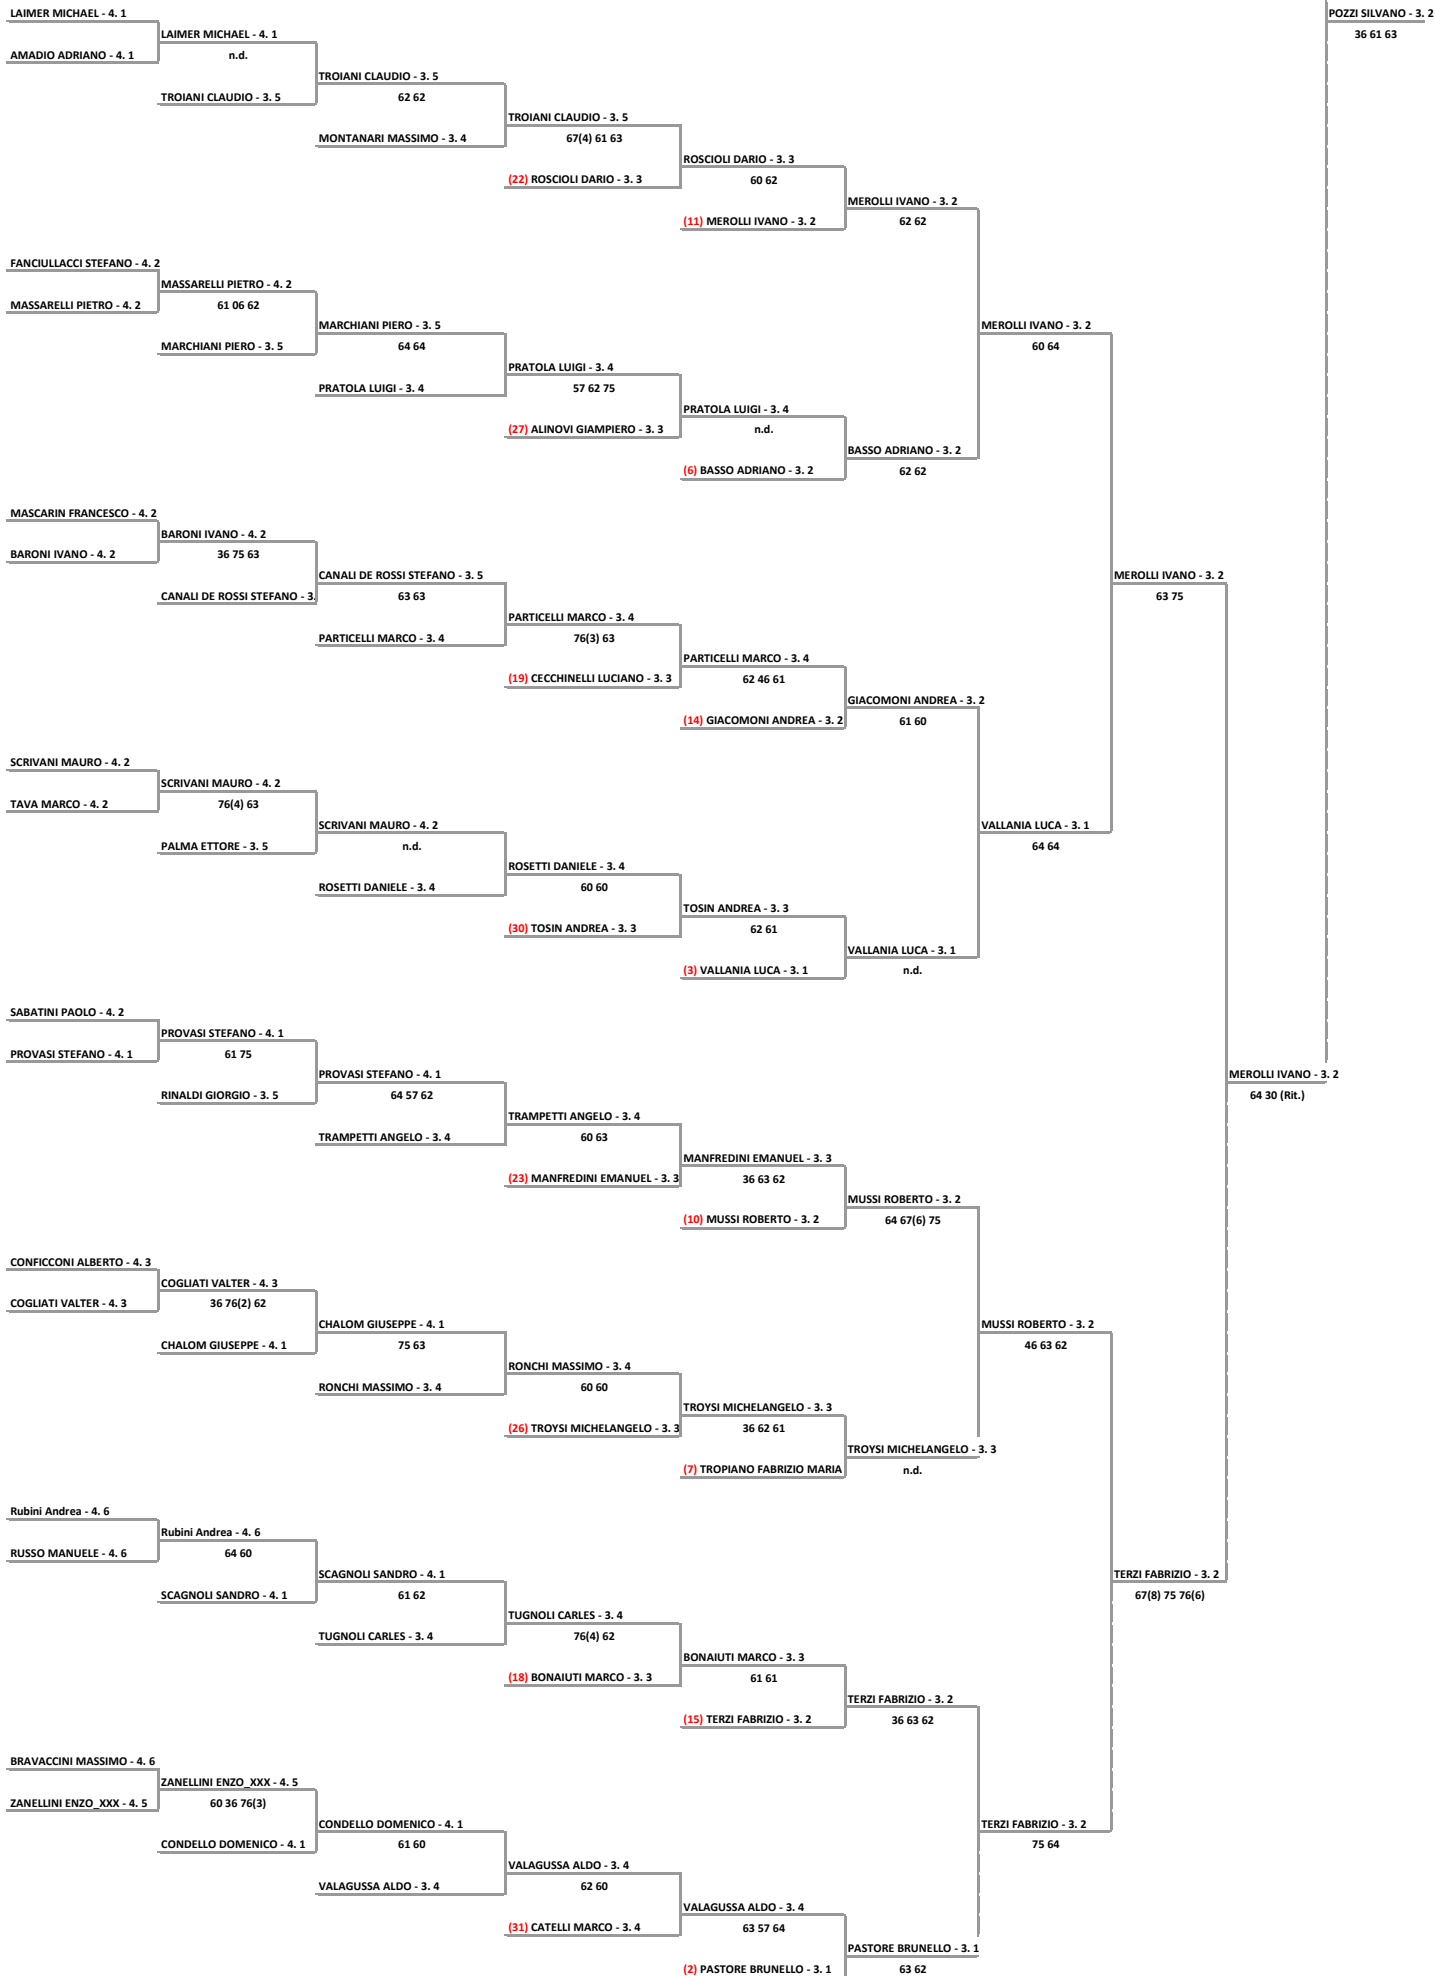 LAIMER MICHAEL - 4. 1
POZZI SILVANO - 3. 2
LAIMER MICHAEL - 4. 1
36 61 63
AMADIO ADRIANO - 4. 1
n.d.
TROIANI CLAUDIO - 3. 5
TROIANI CLAUDIO - 3. 5
62 62
TROIANI CLAUDIO - 3. 5
MONTANARI MASSIMO - 3. 4
67(4) 61 63
ROSCIOLI DARIO - 3. 3
(22) ROSCIOLI DARIO - 3. 3
60 62
MEROLLI IVANO - 3. 2
(11) MEROLLI IVANO - 3. 2
62 62
FANCIULLACCI STEFANO - 4. 2
MASSARELLI PIETRO - 4. 2
MASSARELLI PIETRO - 4. 2
61 06 62
MARCHIANI PIERO - 3. 5
MEROLLI IVANO - 3. 2
MARCHIANI PIERO - 3. 5
64 64
60 64
PRATOLA LUIGI - 3. 4
PRATOLA LUIGI - 3. 4
57 62 75
PRATOLA LUIGI - 3. 4
(27) ALINOVI GIAMPIERO - 3. 3
n.d.
BASSO ADRIANO - 3. 2
(6) BASSO ADRIANO - 3. 2
62 62
MASCARIN FRANCESCO - 4. 2
BARONI IVANO - 4. 2
BARONI IVANO - 4. 2
36 75 63
CANALI DE ROSSI STEFANO - 3. 5
MEROLLI IVANO - 3. 2
CANALI DE ROSSI STEFANO - 3.
63 63
63 75
PARTICELLI MARCO - 3. 4
PARTICELLI MARCO - 3. 4
76(3) 63
PARTICELLI MARCO - 3. 4
(19) CECCHINELLI LUCIANO - 3. 3
62 46 61
GIACOMONI ANDREA - 3. 2
(14) GIACOMONI ANDREA - 3. 2
61 60
SCRIVANI MAURO - 4. 2
SCRIVANI MAURO - 4. 2
TAVA MARCO - 4. 2
76(4) 63
SCRIVANI MAURO - 4. 2
VALLANIA LUCA - 3. 1
PALMA ETTORE - 3. 5
n.d.
64 64
ROSETTI DANIELE - 3. 4
ROSETTI DANIELE - 3. 4
60 60
TOSIN ANDREA - 3. 3
(30) TOSIN ANDREA - 3. 3
62 61
VALLANIA LUCA - 3. 1
(3) VALLANIA LUCA - 3. 1
n.d.
SABATINI PAOLO - 4. 2
PROVASI STEFANO - 4. 1
PROVASI STEFANO - 4. 1
61 75
PROVASI STEFANO - 4. 1
MEROLLI IVANO - 3. 2
RINALDI GIORGIO - 3. 5
64 57 62
64 30 (Rit.)
TRAMPETTI ANGELO - 3. 4
TRAMPETTI ANGELO - 3. 4
60 63
MANFREDINI EMANUEL - 3. 3
(23) MANFREDINI EMANUEL - 3. 3
36 63 62
MUSSI ROBERTO - 3. 2
(10) MUSSI ROBERTO - 3. 2
64 67(6) 75
CONFICCONI ALBERTO - 4. 3
COGLIATI VALTER - 4. 3
COGLIATI VALTER - 4. 3
36 76(2) 62
CHALOM GIUSEPPE - 4. 1
MUSSI ROBERTO - 3. 2
CHALOM GIUSEPPE - 4. 1
75 63
46 63 62
RONCHI MASSIMO - 3. 4
RONCHI MASSIMO - 3. 4
60 60
TROYSI MICHELANGELO - 3. 3
(26) TROYSI MICHELANGELO - 3. 3
36 62 61
TROYSI MICHELANGELO - 3. 3
(7) TROPIANO FABRIZIO MARIA
n.d.
Rubini Andrea - 4. 6
Rubini Andrea - 4. 6
RUSSO MANUELE - 4. 6
64 60
SCAGNOLI SANDRO - 4. 1
TERZI FABRIZIO - 3. 2
SCAGNOLI SANDRO - 4. 1
61 62
67(8) 75 76(6)
TUGNOLI CARLES - 3. 4
TUGNOLI CARLES - 3. 4
76(4) 62
BONAIUTI MARCO - 3. 3
(18) BONAIUTI MARCO - 3. 3
61 61
TERZI FABRIZIO - 3. 2
(15) TERZI FABRIZIO - 3. 2
36 63 62
BRAVACCINI MASSIMO - 4. 6
ZANELLINI ENZO_XXX - 4. 5
ZANELLINI ENZO_XXX - 4. 5
60 36 76(3)
CONDELLO DOMENICO - 4. 1
TERZI FABRIZIO - 3. 2
CONDELLO DOMENICO - 4. 1
61 60
75 64
VALAGUSSA ALDO - 3. 4
VALAGUSSA ALDO - 3. 4
62 60
VALAGUSSA ALDO - 3. 4
(31) CATELLI MARCO - 3. 4
63 57 64
PASTORE BRUNELLO - 3. 1
(2) PASTORE BRUNELLO - 3. 1
63 62